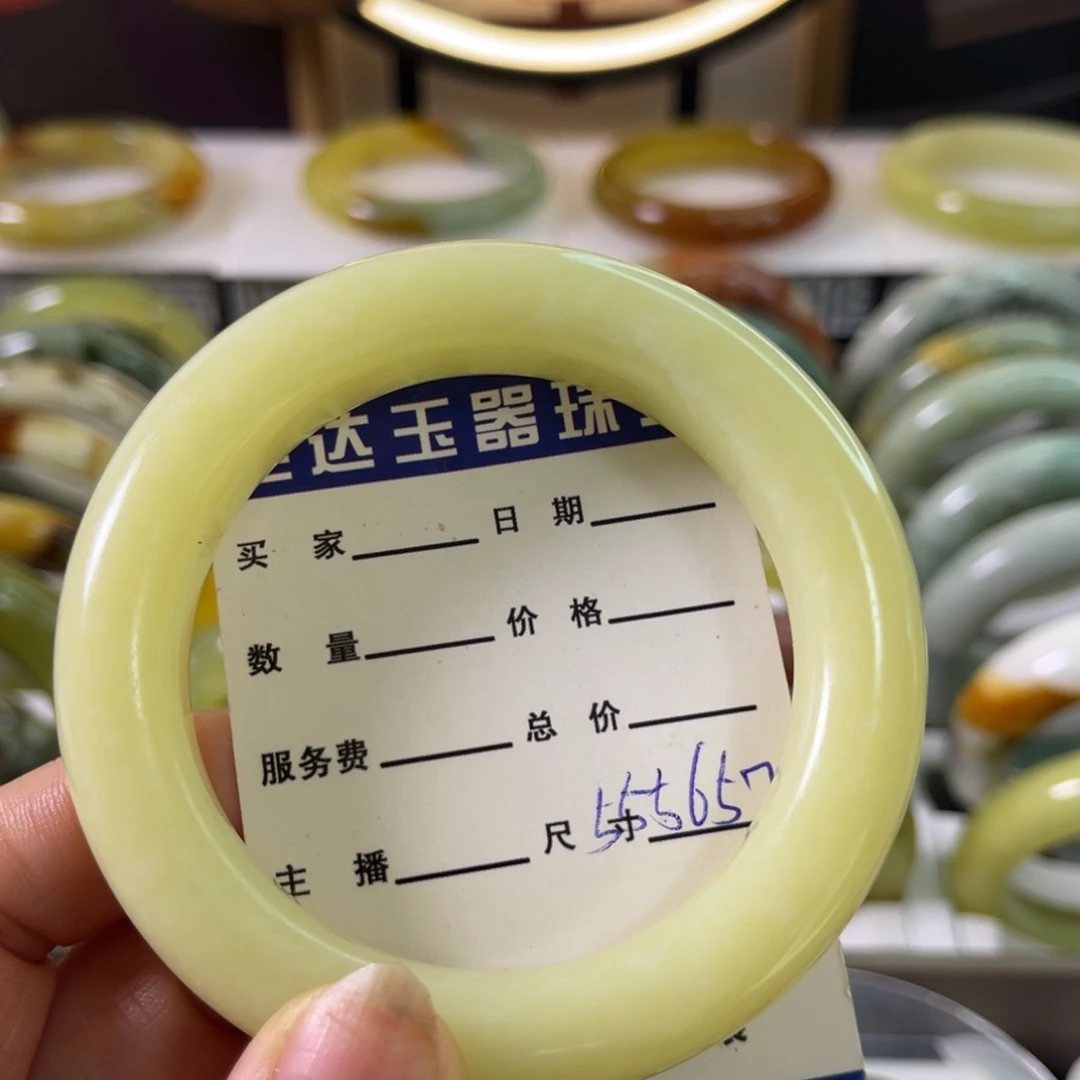 达玉器珠
买 家 日 期
数 量 价 格
服务费 总 价
主 播 尺 寸